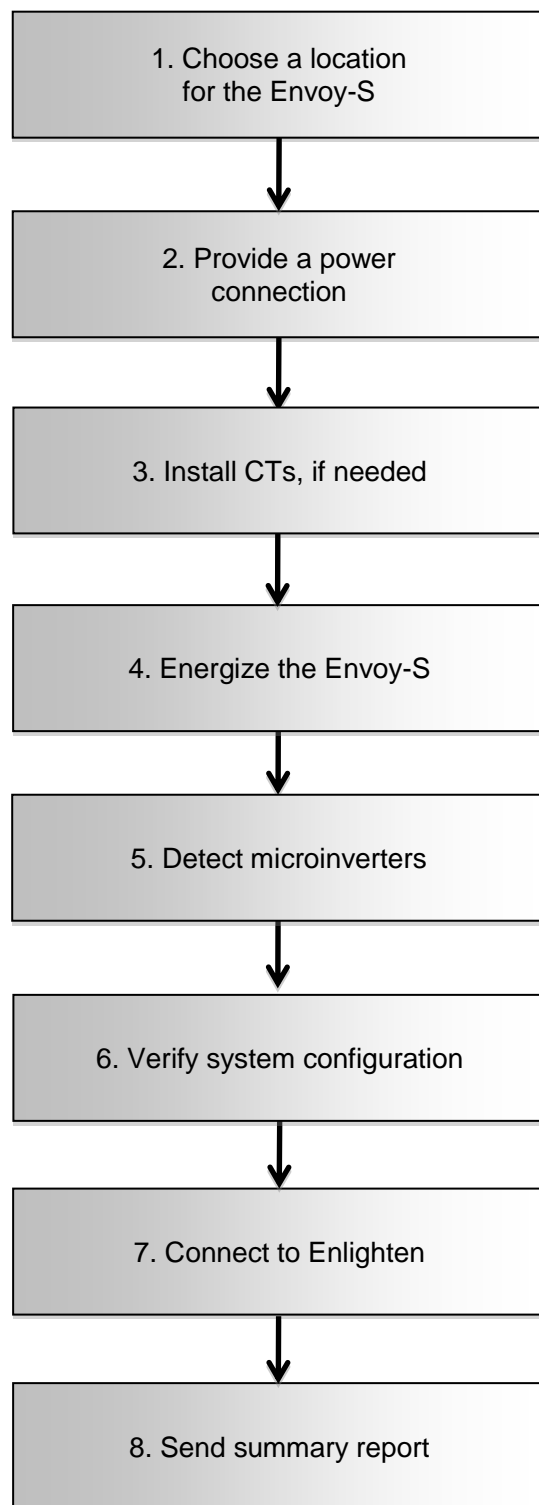 1. Choose a location
for the Envoy-S
2. Provide a power
connection
3. Install CTs, if needed
4. Energize the Envoy-S
5. Detect microinverters
6. Verify system configuration
7. Connect to Enlighten
8. Send summary report